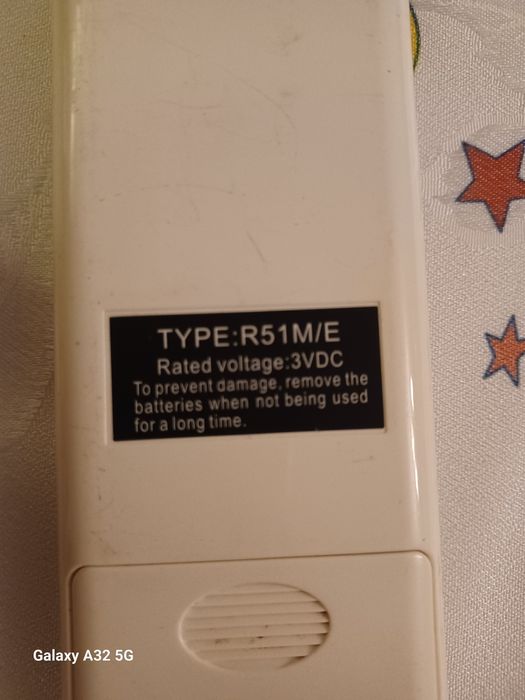 TYPE:R51M/E
Rated voltage:3VDC
To prevent damage, remove the
batteries when not being used
for a long time.
Galaxy A32 5G